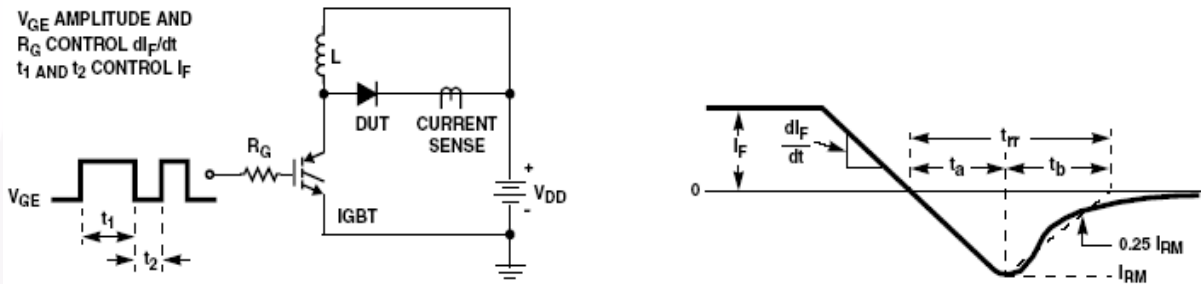 V_GE AMPLITUDE AND
R_G CONTROL dI_F/dt
t_1 AND t_2 CONTROL I_F
L
DUT
CURRENT
SENSE
R_G
V_GE
IGBT
+
V_DD
-
t_1
t_2
I_F
dI_F
dt
t_rr
t_a
t_b
0
0.25 I_RM
I_RM